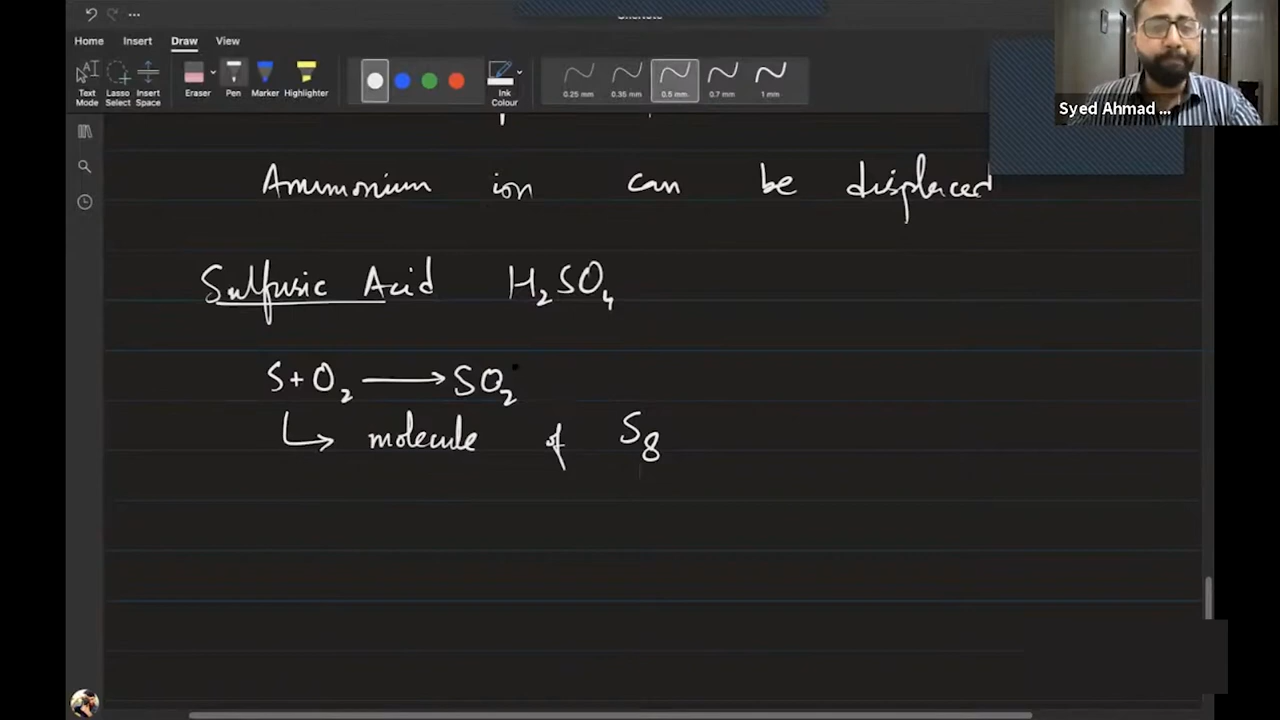 OneNote
Home Insert Draw View
Text Mode
Lasso Select
Insert Space
Eraser
Pen
Marker
Highlighter
Ink Colour
0.25 mm 0.35 mm 0.5 mm 0.7 mm 1 mm
Syed Ahmad ...
Ammonium ion can be displaced
Sulfuric Acid H₂SO₄
S + O₂ ⟶ SO₂
↳ molecule of S₈